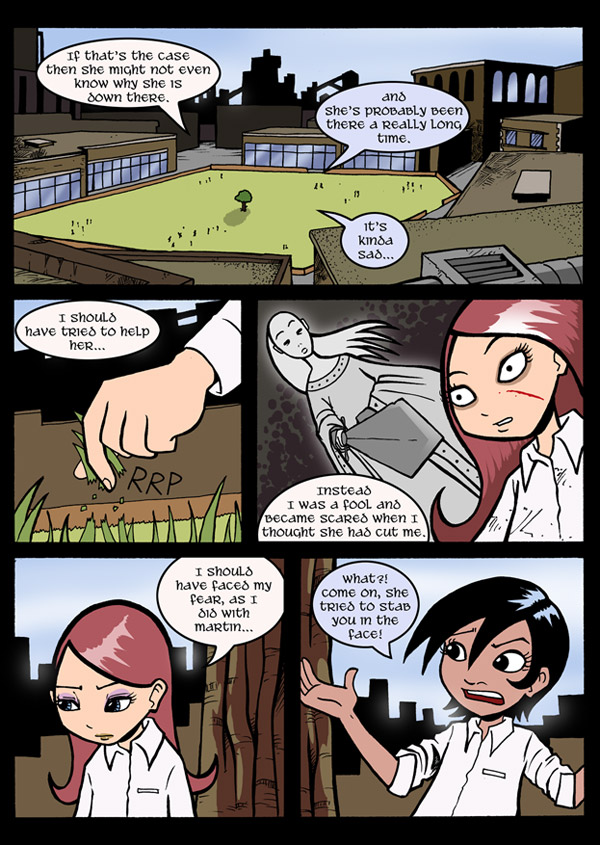 If that's the case
then she might not even
know why she is
down there.
and
she's probably been
there a really long
time.
it's
kinda
sad...
I should
have tried to help
her...
RRP
Instead
I was a fool and
became scared when I
thought she had cut me.
I should
have faced my
fear, as I
did with
martin...
what?!
come on, she
tried to stab
you in the
face!